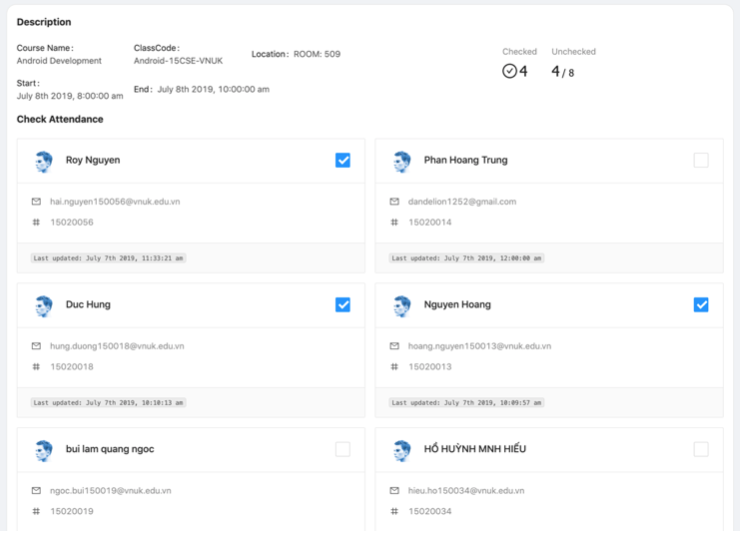 Description
Course Name : ClassCode : Location : ROOM: 509 Checked Unchecked
Android Development Android-15CSE-VNUK 4 4 / 8
Start : End : July 8th 2019, 10:00:00 am
July 8th 2019, 8:00:00 am
Check Attendance
Roy Nguyen
hai.nguyen150056@vnuk.edu.vn
# 15020056
Last updated: July 7th 2019, 11:33:21 am
Phan Hoang Trung
dandelion1252@gmail.com
# 15020014
Last updated: July 7th 2019, 12:00:00 am
Duc Hung
hung.duong150018@vnuk.edu.vn
# 15020018
Last updated: July 7th 2019, 10:10:13 am
Nguyen Hoang
hoang.nguyen150013@vnuk.edu.vn
# 15020013
Last updated: July 7th 2019, 10:09:57 am
bui lam quang ngoc
ngoc.bui150019@vnuk.edu.vn
# 15020019
HỒ HUỲNH MNH HIẾU
hieu.ho150034@vnuk.edu.vn
# 15020034